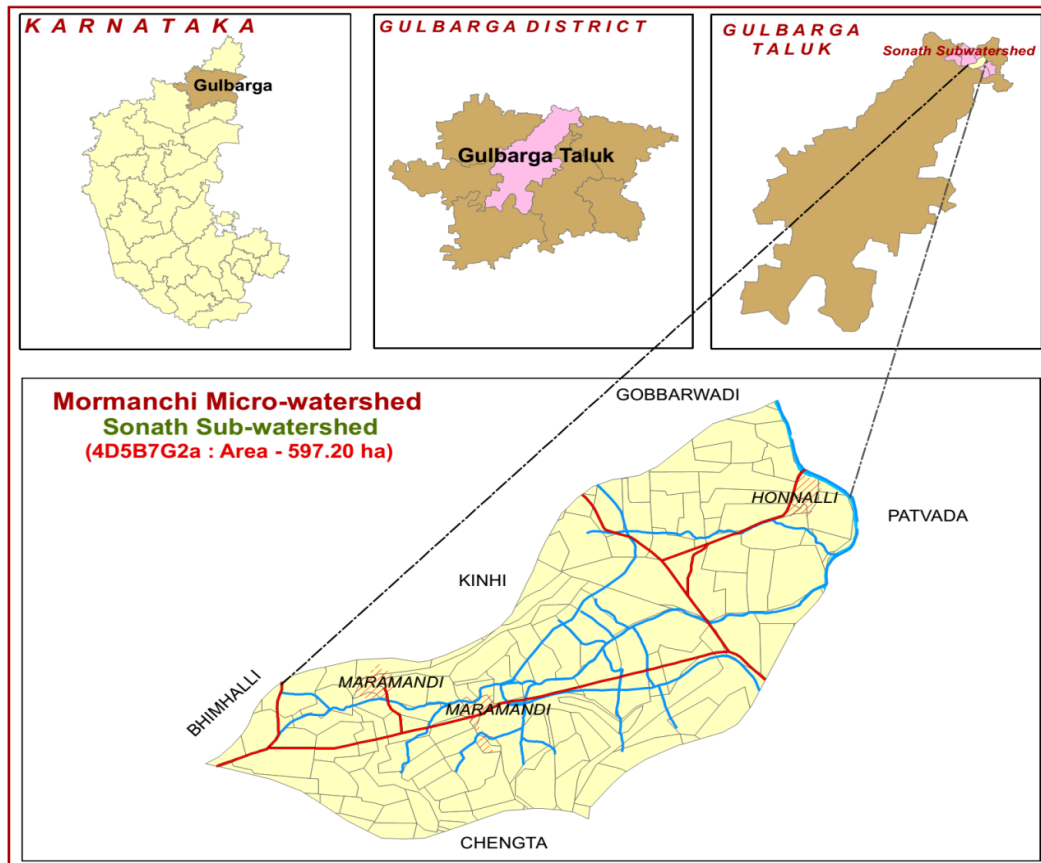 KARNATAKA
Gulbarga
GULBARGA DISTRICT
Gulbarga Taluk
GULBARGA
TALUK
Sonath Subwatershed
Mormanchi Micro-watershed
Sonath Sub-watershed
(4D5B7G2a : Area - 597.20 ha)
GOBBARWADI
HONNALLI
PATVADA
KINHI
BHIMHALLI
MARAMANDI
MARAMANDI
CHENGTA